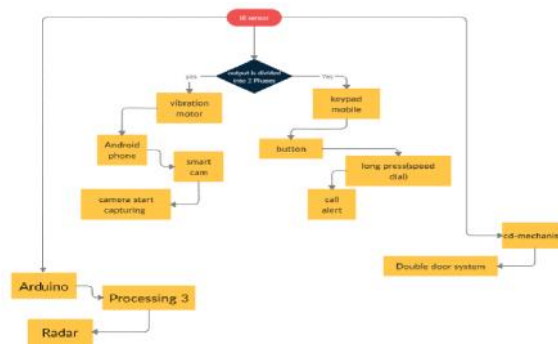 IR sensor
output is divided
into 2 Phases
yes
Yes
vibration
motor
keypad
mobile
Android
phone
smart
cam
button
long press(speed
dial)
camera start
capturing
call
alert
cd-mechanis
Double door system
Arduino
Processing 3
Radar